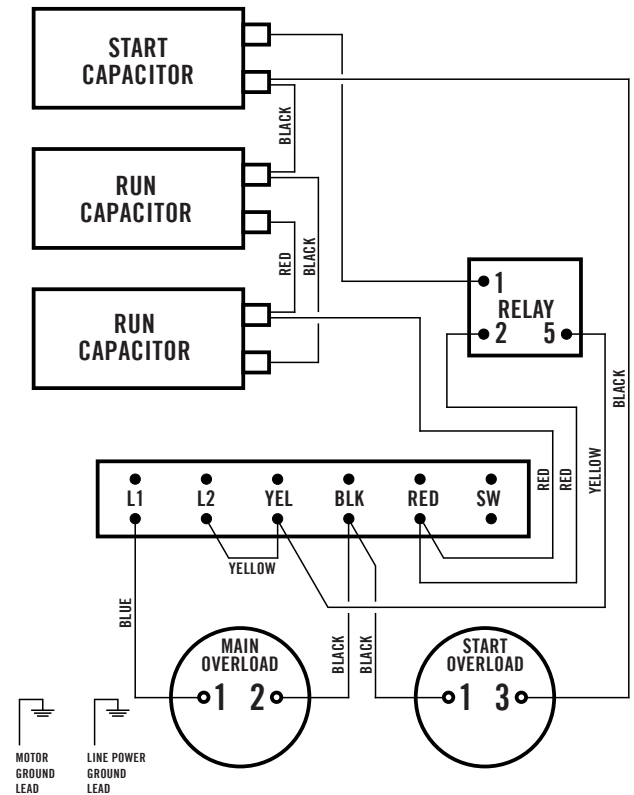 START
CAPACITOR
BLACK
RUN
CAPACITOR
RED
BLACK
RUN
CAPACITOR
1
RELAY
2 5
BLACK
RED
RED
YELLOW
L1 L2 YEL BLK RED SW
YELLOW
BLUE
MAIN
OVERLOAD
1 2
BLACK
BLACK
START
OVERLOAD
1 3
MOTOR
GROUND
LEAD
LINE POWER
GROUND
LEAD